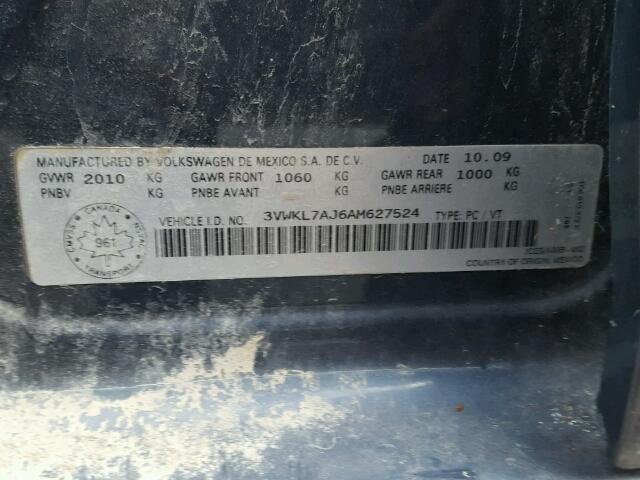 MANUFACTURED BY VOLKSWAGEN DE MEXICO S.A. DE C.V. DATE 10.09
GVWR 2010 KG GAWR FRONT 1060 KG GAWR REAR 1000 KG
PNBV KG PNBE AVANT KG PNBE ARRIERE KG
CANADA
961
TRANSPORT
VEHICLE I.D. NO. 3VWKL7AJ6AM627524 TYPE: PC / VT
COUNTRY OF ORIGIN: MEXICO